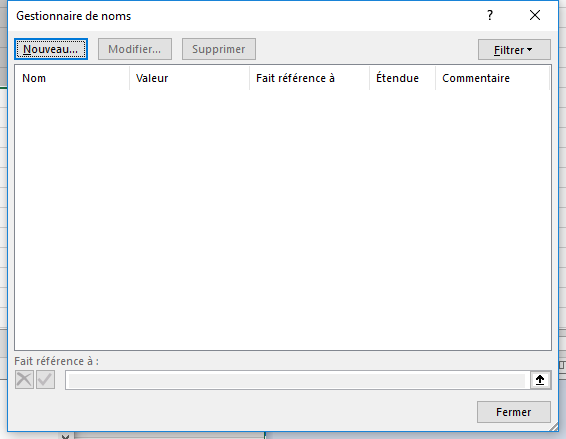 Gestionnaire de noms
Nouveau... Modifier... Supprimer Filtrer
Nom Valeur Fait référence à Étendue Commentaire
Fait référence à :
Fermer